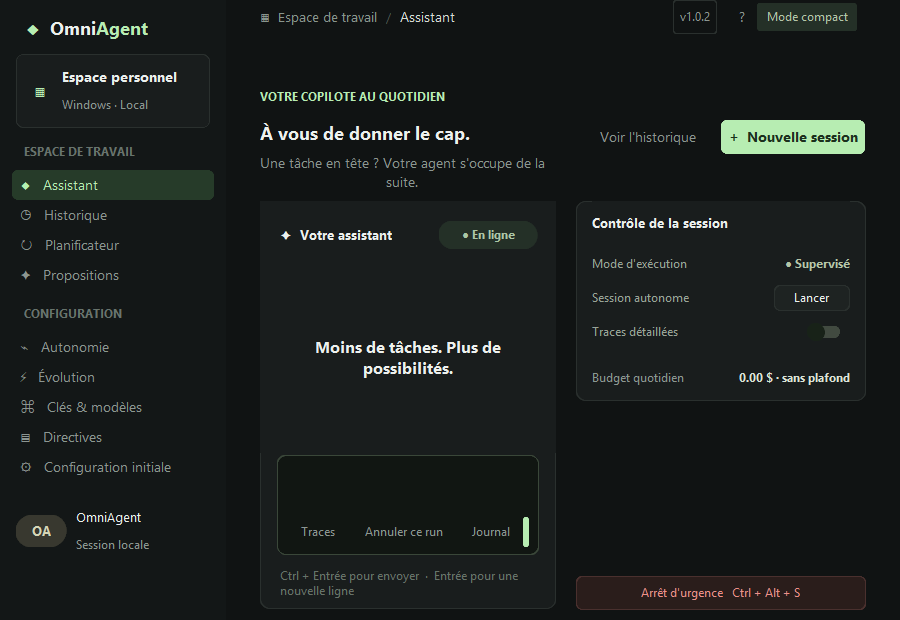 OmniAgent
Espace personnel
Windows · Local
ESPACE DE TRAVAIL
Assistant
Historique
Planificateur
Propositions
CONFIGURATION
Autonomie
Évolution
Clés & modèles
Directives
Configuration initiale
OA
OmniAgent
Session locale
Espace de travail / Assistant
v1.0.2
?
Mode compact
VOTRE COPILOTE AU QUOTIDIEN
À vous de donner le cap.
Une tâche en tête ? Votre agent s'occupe de la
suite.
Voir l'historique
+ Nouvelle session
Votre assistant
• En ligne
Moins de tâches. Plus de
possibilités.
Traces
Annuler ce run
Journal
Ctrl + Entrée pour envoyer · Entrée pour une
nouvelle ligne
Contrôle de la session
Mode d'exécution
• Supervisé
Session autonome
Lancer
Traces détaillées
Budget quotidien
0.00 $ · sans plafond
Arrêt d'urgence Ctrl + Alt + S